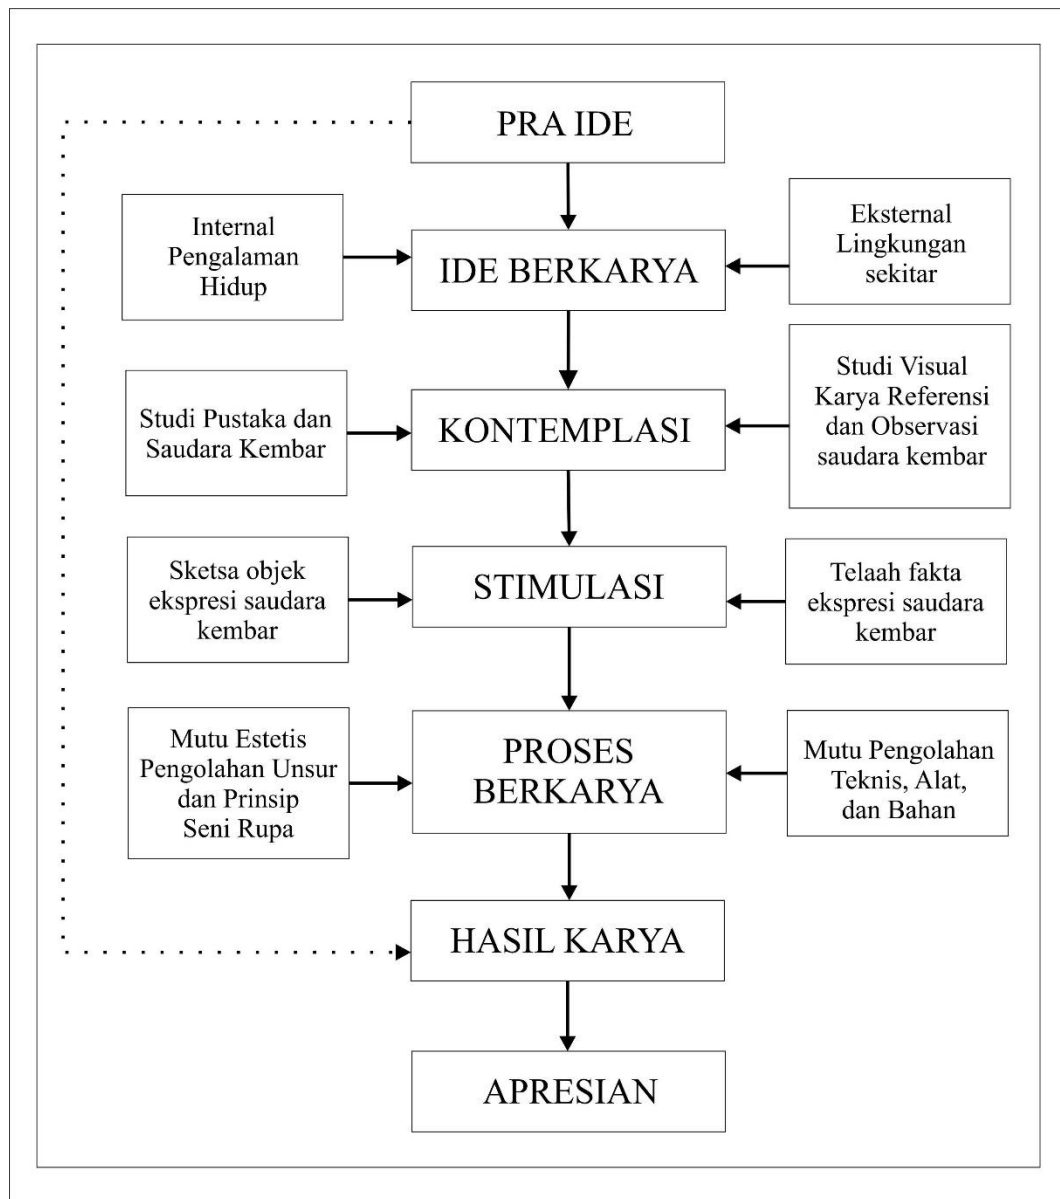 PRA IDE
Internal
Pengalaman
Hidup
IDE BERKARYA
Eksternal
Lingkungan
sekitar
Studi Pustaka dan
Saudara Kembar
KONTEMPLASI
Studi Visual
Karya Referensi
dan Observasi
saudara kembar
Sketsa objek
ekspresi saudara
kembar
STIMULASI
Telaah fakta
ekspresi saudara
kembar
Mutu Estetis
Pengolahan Unsur
dan Prinsip
Seni Rupa
PROSES
BERKARYA
Mutu Pengolahan
Teknis, Alat,
dan Bahan
HASIL KARYA
APRESIAN